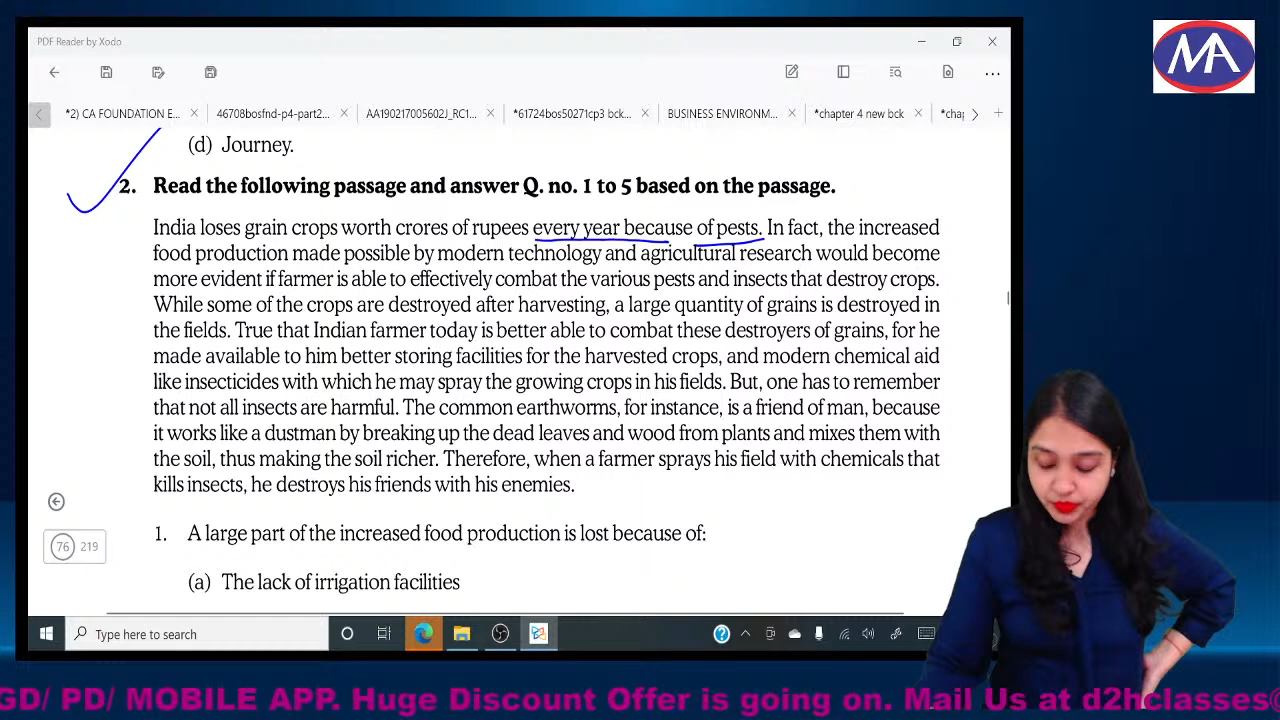 PDF Reader by Xodo
MA
*2) CA FOUNDATION E... 46708bosfnd-p4-part2... AA190217005602J_RC1... *61724bos50271cp3 bck... BUSINESS ENVIRONM... *chapter 4 new bck *chap
(d) Journey.
2. Read the following passage and answer Q. no. 1 to 5 based on the passage.
India loses grain crops worth crores of rupees every year because of pests. In fact, the increased
food production made possible by modern technology and agricultural research would become
more evident if farmer is able to effectively combat the various pests and insects that destroy crops.
While some of the crops are destroyed after harvesting, a large quantity of grains is destroyed in
the fields. True that Indian farmer today is better able to combat these destroyers of grains, for he
made available to him better storing facilities for the harvested crops, and modern chemical aid
like insecticides with which he may spray the growing crops in his fields. But, one has to remember
that not all insects are harmful. The common earthworms, for instance, is a friend of man, because
it works like a dustman by breaking up the dead leaves and wood from plants and mixes them with
the soil, thus making the soil richer. Therefore, when a farmer sprays his field with chemicals that
kills insects, he destroys his friends with his enemies.
1. A large part of the increased food production is lost because of:
76 219
(a) The lack of irrigation facilities
Type here to search
GD/ PD/ MOBILE APP. Huge Discount Offer is going on. Mail Us at d2hclasses@